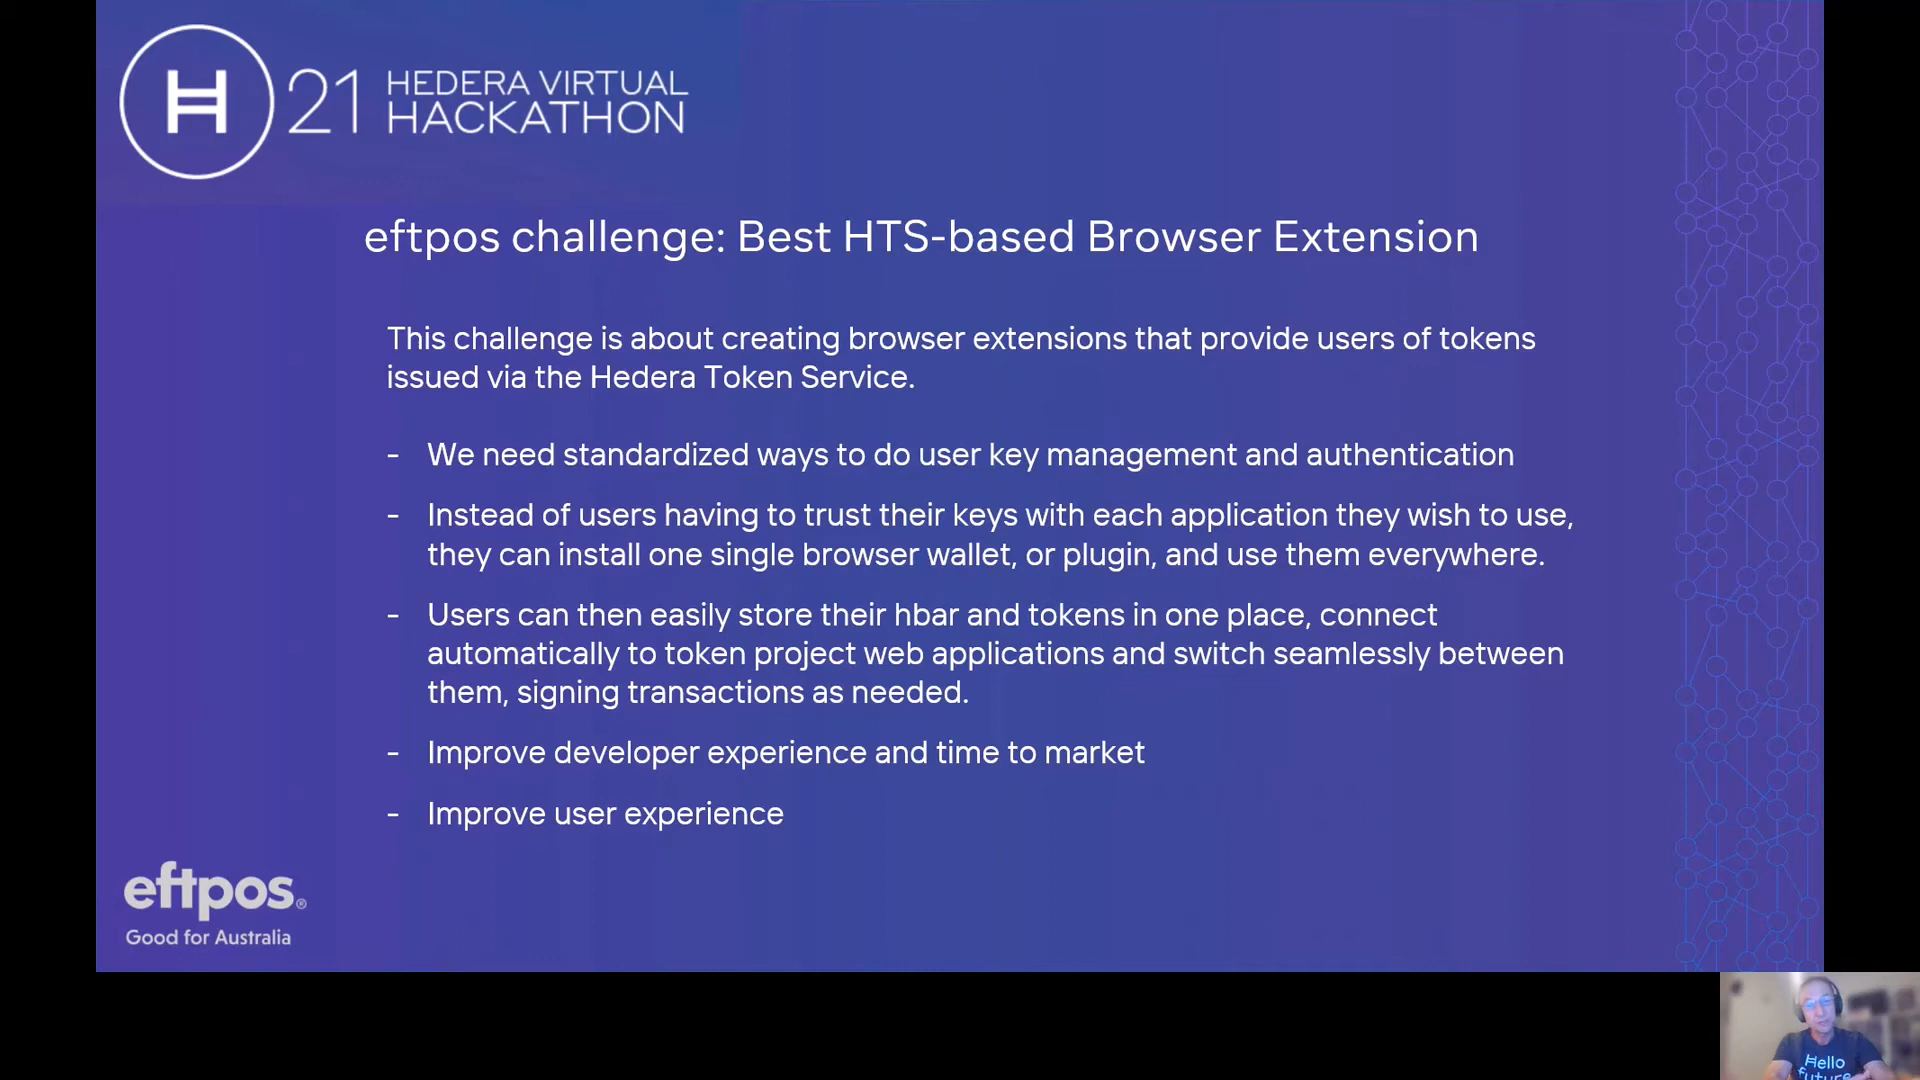 H 21 HEDERA VIRTUAL
HACKATHON
eftpos challenge: Best HTS-based Browser Extension
This challenge is about creating browser extensions that provide users of tokens
issued via the Hedera Token Service.
- We need standardized ways to do user key management and authentication
- Instead of users having to trust their keys with each application they wish to use,
they can install one single browser wallet, or plugin, and use them everywhere.
- Users can then easily store their hbar and tokens in one place, connect
automatically to token project web applications and switch seamlessly between
them, signing transactions as needed.
- Improve developer experience and time to market
- Improve user experience
eftpos®
Good for Australia
Hello
future